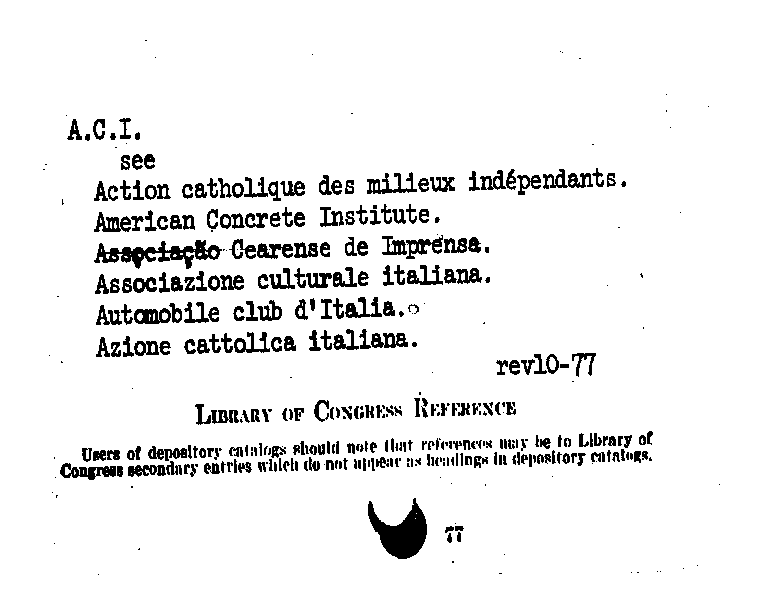 A.C.I.
see
Action catholique des milieux indépendants.
American Concrete Institute.
Associação Cearense de Imprensa.
Associazione culturale italiana.
Automobile club d'Italia.
Azione cattolica italiana.
rev10-77
LIBRARY OF CONGRESS REFERENCE
Users of depository catalogs should note that references may be to Library of
Congress secondary entries which do not appear as headings in depository catalogs.
77